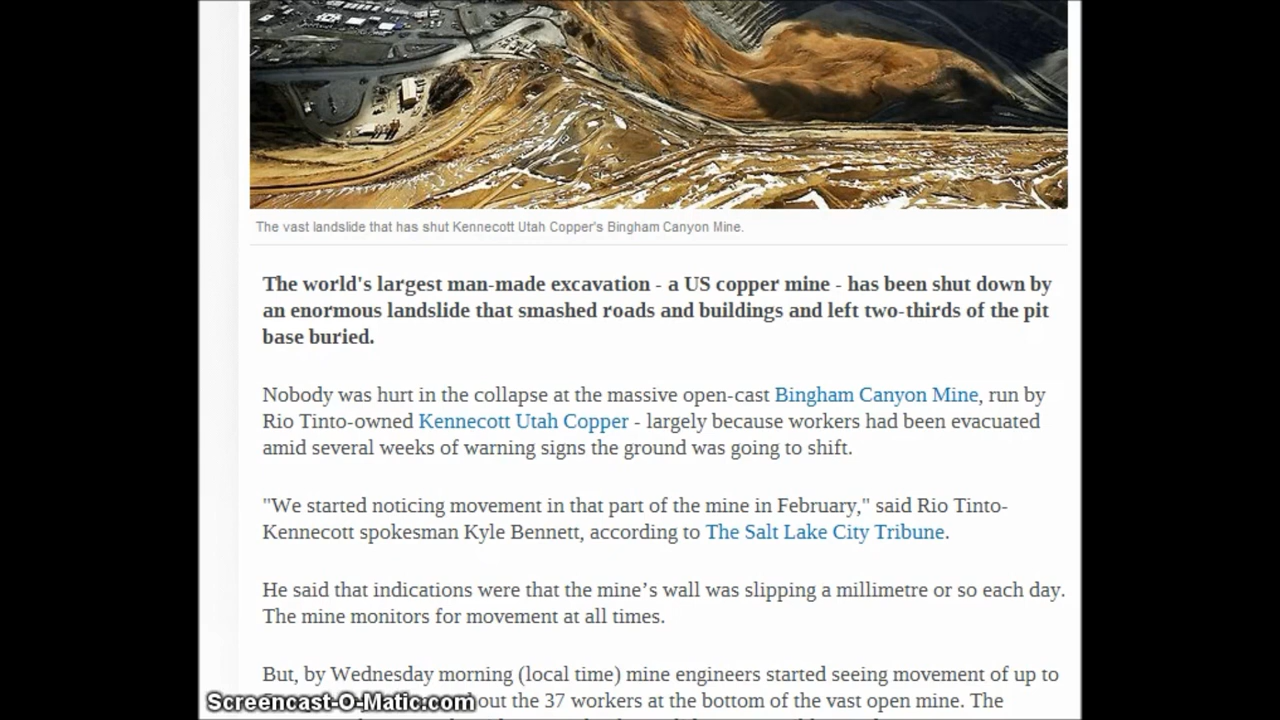 The vast landslide that has shut Kennecott Utah Copper's Bingham Canyon Mine.
The world's largest man-made excavation - a US copper mine - has been shut down by
an enormous landslide that smashed roads and buildings and left two-thirds of the pit
base buried.
Nobody was hurt in the collapse at the massive open-cast Bingham Canyon Mine, run by
Rio Tinto-owned Kennecott Utah Copper - largely because workers had been evacuated
amid several weeks of warning signs the ground was going to shift.
"We started noticing movement in that part of the mine in February," said Rio Tinto-
Kennecott spokesman Kyle Bennett, according to The Salt Lake City Tribune.
He said that indications were that the mine’s wall was slipping a millimetre or so each day.
The mine monitors for movement at all times.
But, by Wednesday morning (local time) mine engineers started seeing movement of up to
the 37 workers at the bottom of the vast open mine. The
Screencast-O-Matic.com